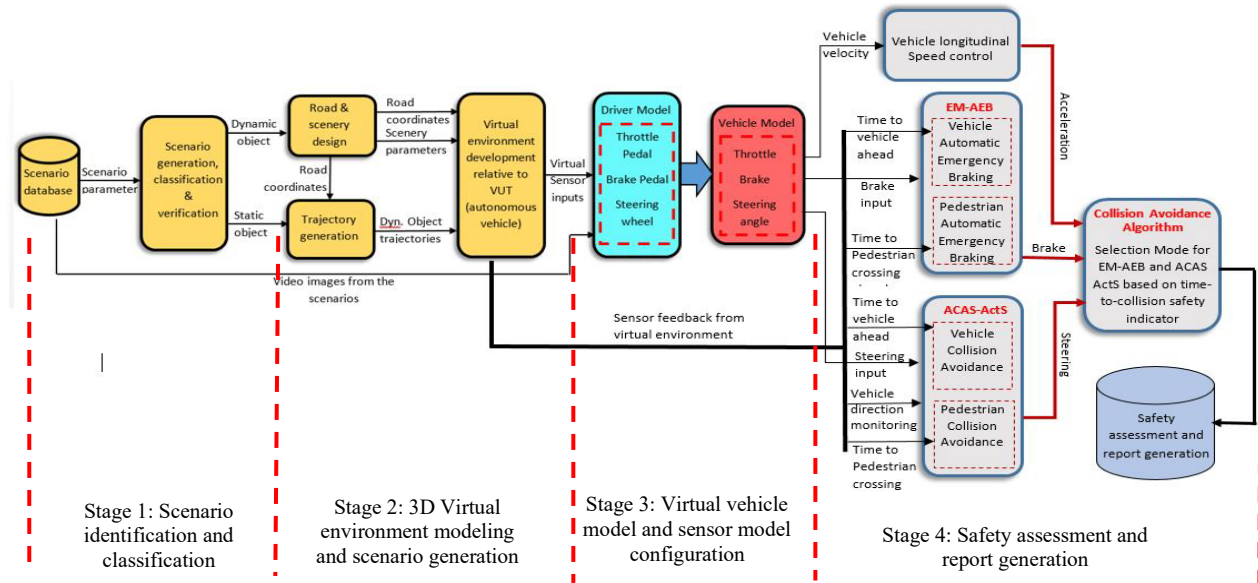 Scenario
database
Scenario
parameter
Scenario
generation,
classification
&
verification
Dynamic
object
Static
object
Road &
scenery
design
Road
coordinates
Trajectory
generation
Road
coordinates
Scenery
parameters
Dyn. Object
trajectories
Video images from the
scenarios
Virtual
environment
development
relative to
VUT
(autonomous
vehicle)
Virtual
Sensor
inputs
Driver Model
Throttle
Pedal
Brake Pedal
Steering
wheel
Vehicle Model
Throttle
Brake
Steering
angle
Sensor feedback from
virtual environment
Vehicle
velocity
Vehicle longitudinal
Speed control
Time to
vehicle
ahead
Brake
input
Time to
Pedestrian
crossing
EM-AEB
Vehicle
Automatic
Emergency
Braking
Pedestrian
Automatic
Emergency
Braking
Time to
vehicle
ahead
Steering
input
Vehicle
direction
monitoring
Time to
Pedestrian
crossing
ACAS-ActS
Vehicle
Collision
Avoidance
Pedestrian
Collision
Avoidance
Acceleration
Brake
Steering
Collision Avoidance
Algorithm
Selection Mode for
EM-AEB and ACAS
ActS based on time-
to-collision safety
indicator
Safety
assessment and
report generation
Stage 1: Scenario
identification and
classification
Stage 2: 3D Virtual
environment modeling
and scenario generation
Stage 3: Virtual vehicle
model and sensor model
configuration
Stage 4: Safety assessment and
report generation